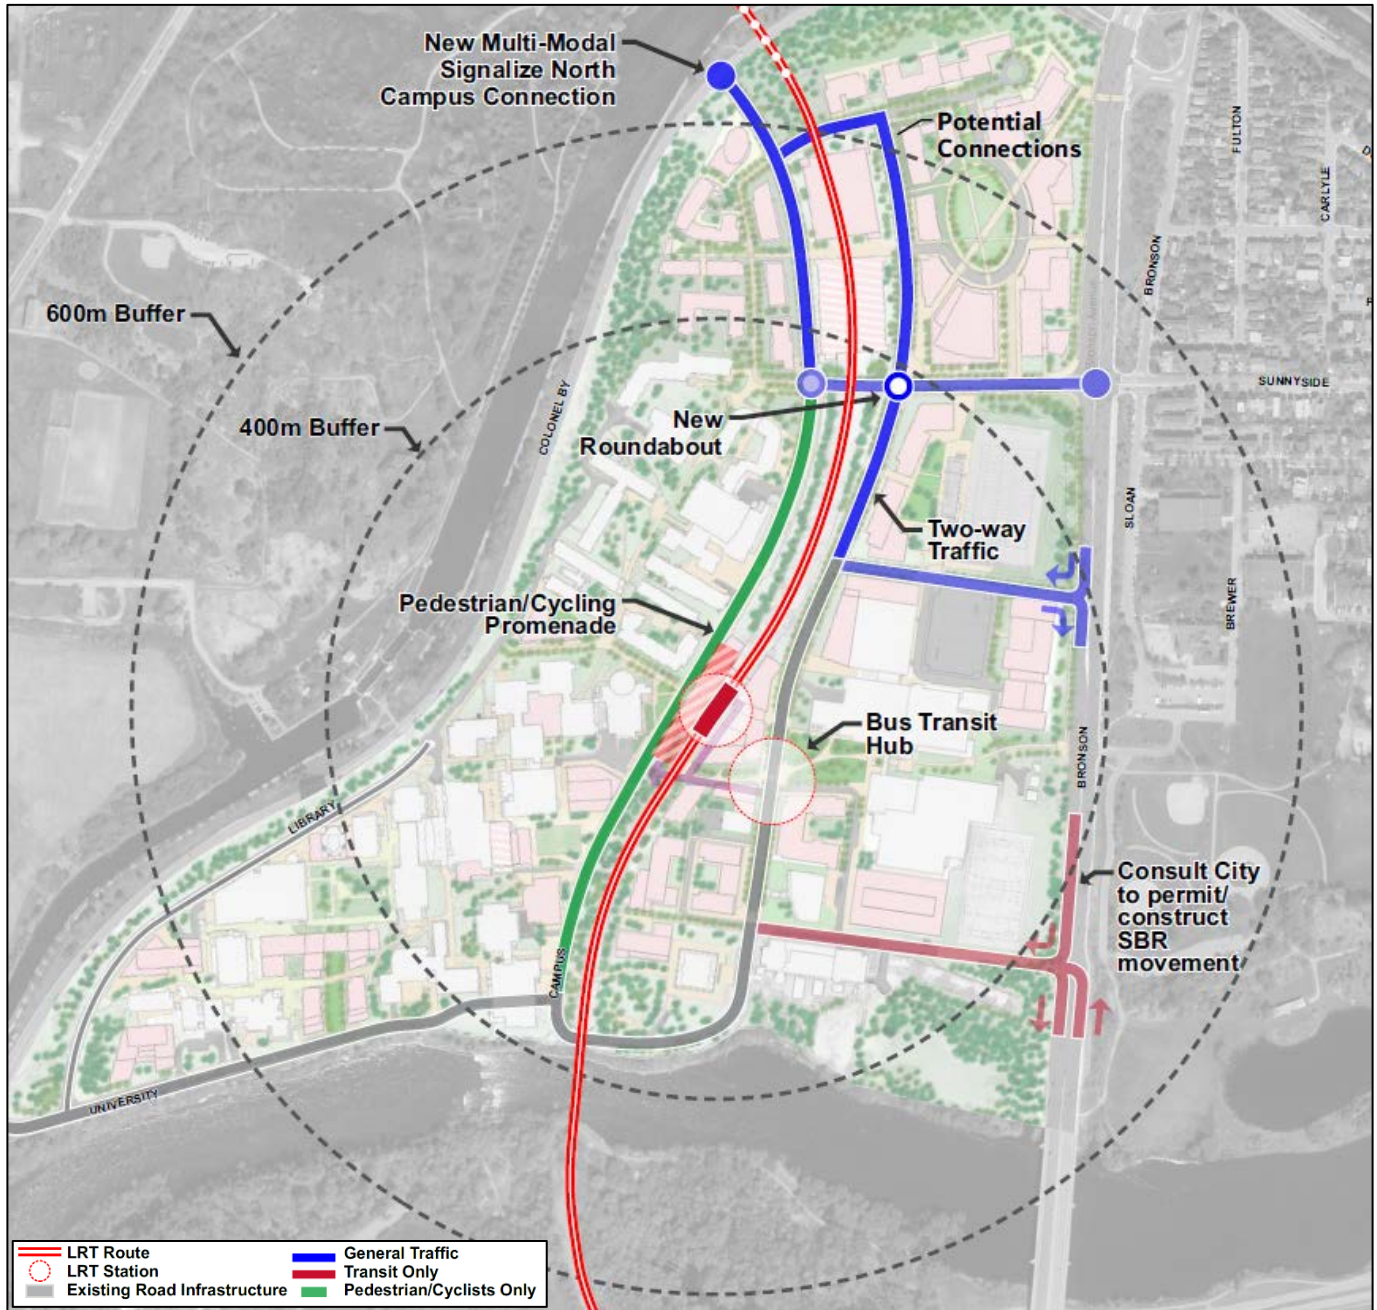 New Multi-Modal
Signalize North
Campus Connection
Potential
Connections
FULTON
CARLYLE
BRONSON
600m Buffer
400m Buffer
COLONEL BY
SUNNYSIDE
New
Roundabout
SLOAN
Two-way
Traffic
BREWER
Pedestrian/Cycling
Promenade
Bus Transit
Hub
BRONSON
LIBRARY
Consult City
to permit/
construct
SBR
movement
CAMPUS
UNIVERSITY
LRT Route
LRT Station
Existing Road Infrastructure
General Traffic
Transit Only
Pedestrian/Cyclists Only